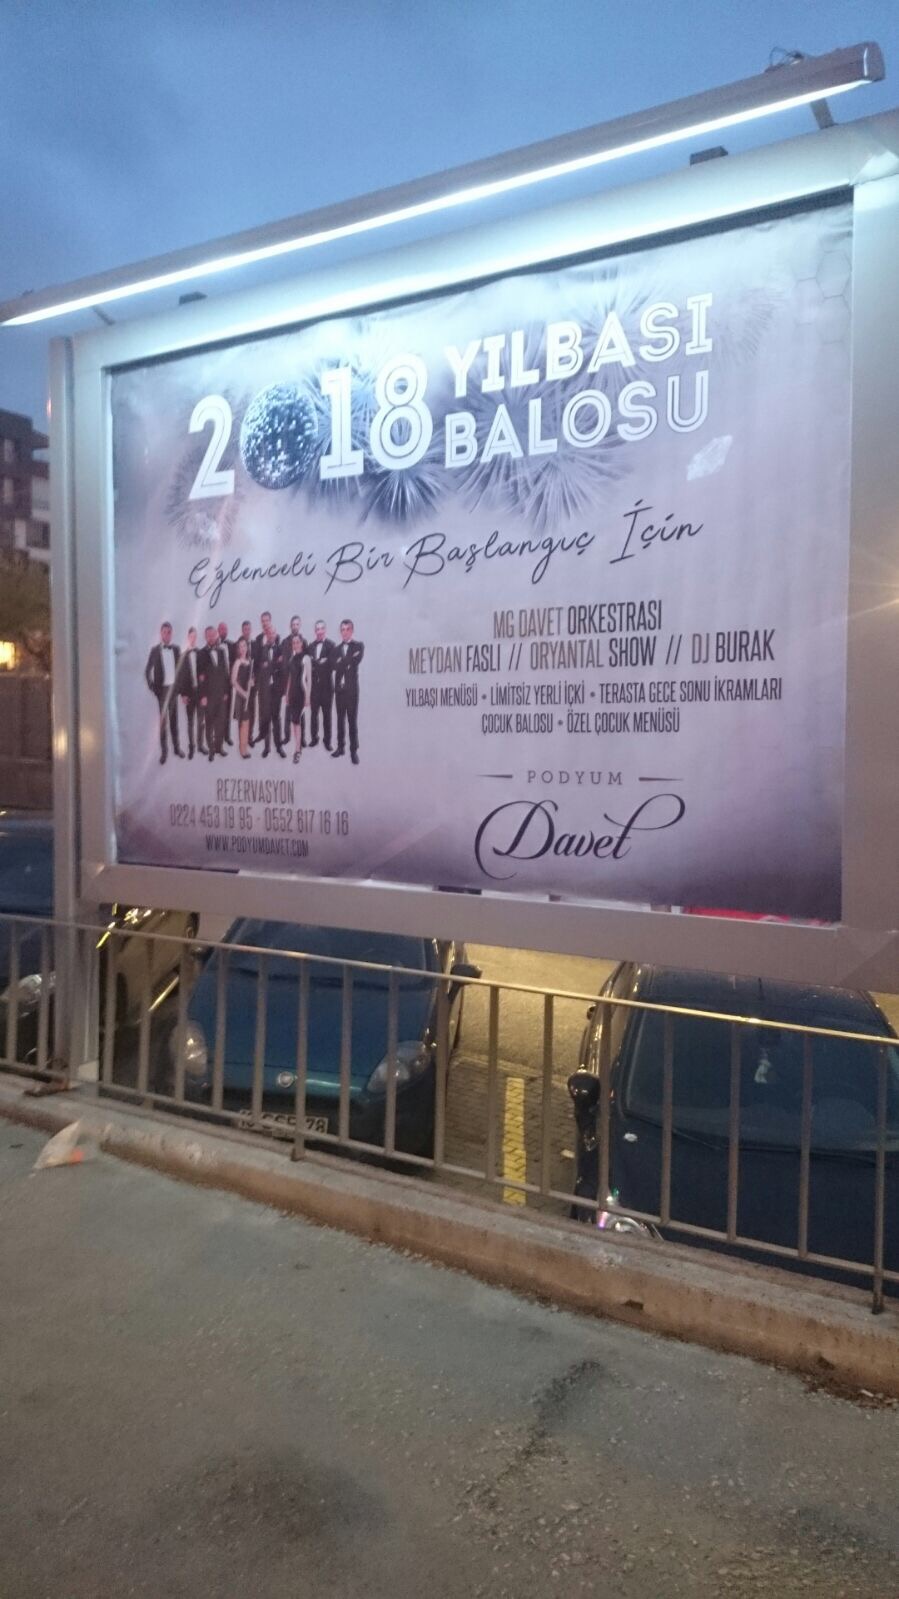 2018 YILBAŞI
BALOSU
Eğlenceli Bir Başlangıç İçin
MG DAVET ORKESTRASI
MEYDAN FASLI // ORYANTAL SHOW // DJ BURAK
YILBAŞI MENÜSÜ • LİMİTSİZ YERLİ İÇKİ • TERASTA GECE SONU İKRAMLARI
ÇOCUK BALOSU • ÖZEL ÇOCUK MENÜSÜ
REZERVASYON
0224 453 19 95 - 0552 617 16 16
WWW.PODYUMDAVET.COM
PODYUM
Davet